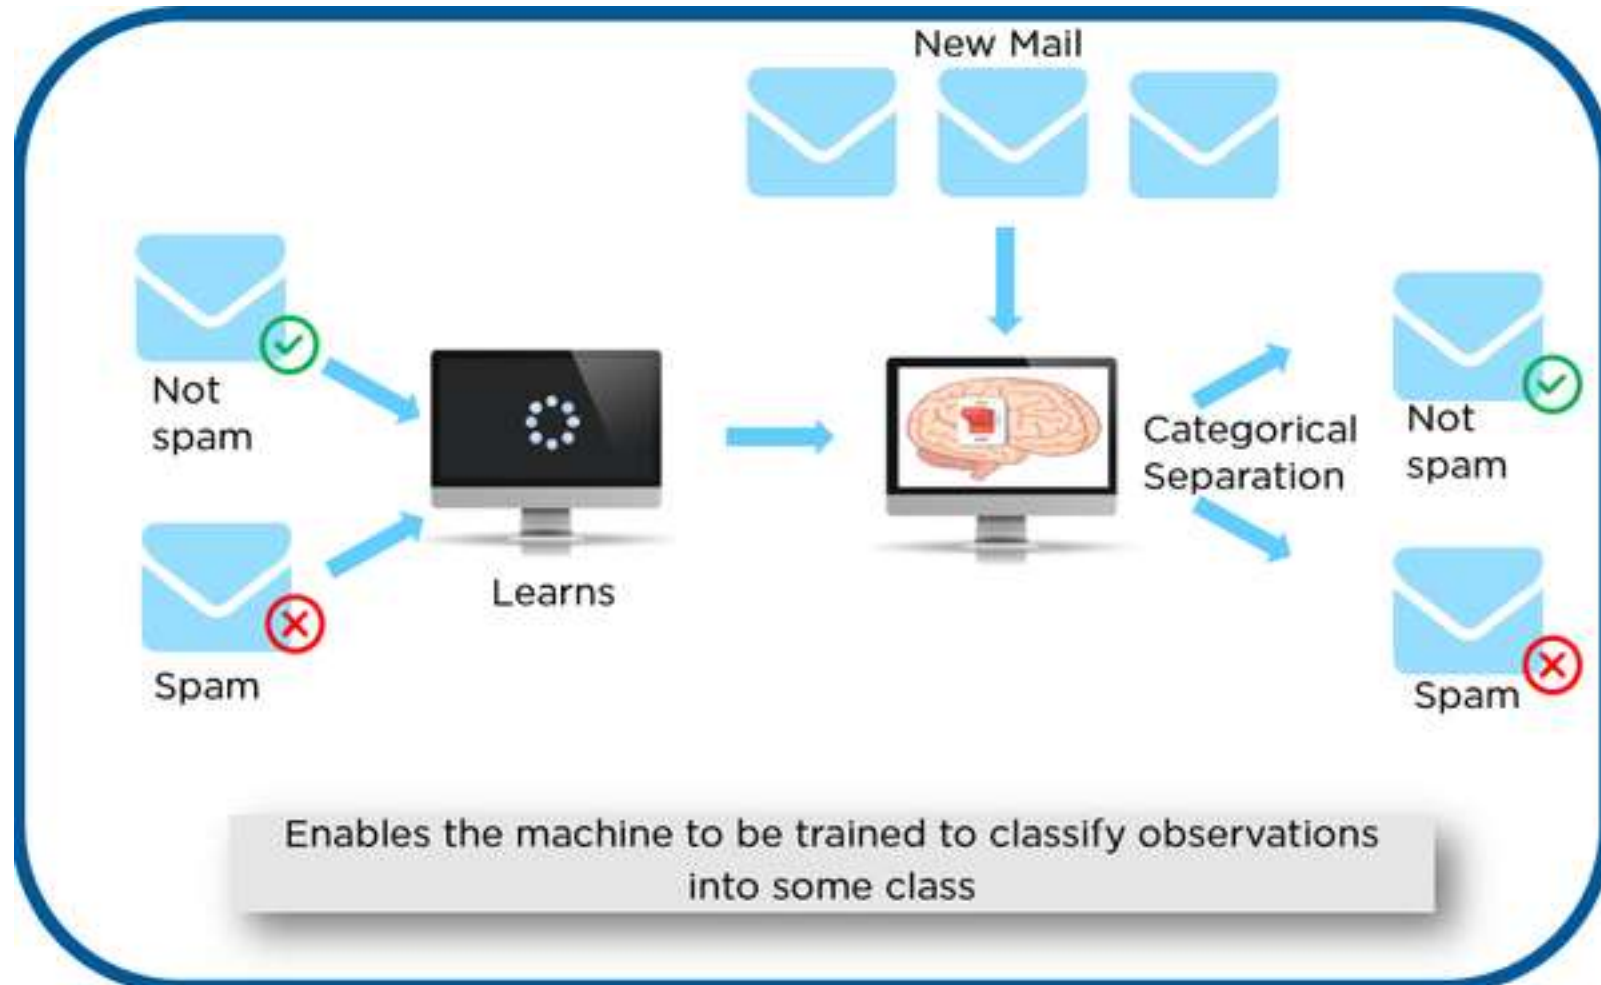 New Mail
Not
spam
Spam
Learns
Categorical
Separation
Not
spam
Spam
Enables the machine to be trained to classify observations
into some class